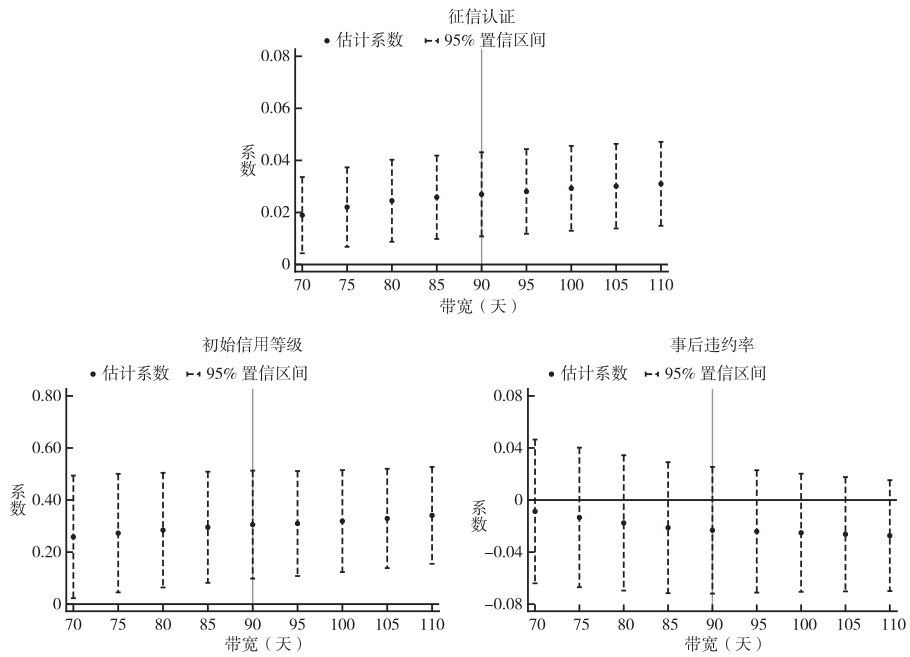 征信认证
估计系数 95% 置信区间
0.08
0.06
0.04
0.02
0
系数
70 75 80 85 90 95 100 105 110
带宽（天）
初始信用等级
估计系数 95% 置信区间
0.80
0.60
0.40
0.20
0
系数
70 75 80 85 90 95 100 105 110
带宽（天）
事后违约率
估计系数 95% 置信区间
0.08
0.04
0
-0.04
-0.08
系数
70 75 80 85 90 95 100 105 110
带宽（天）